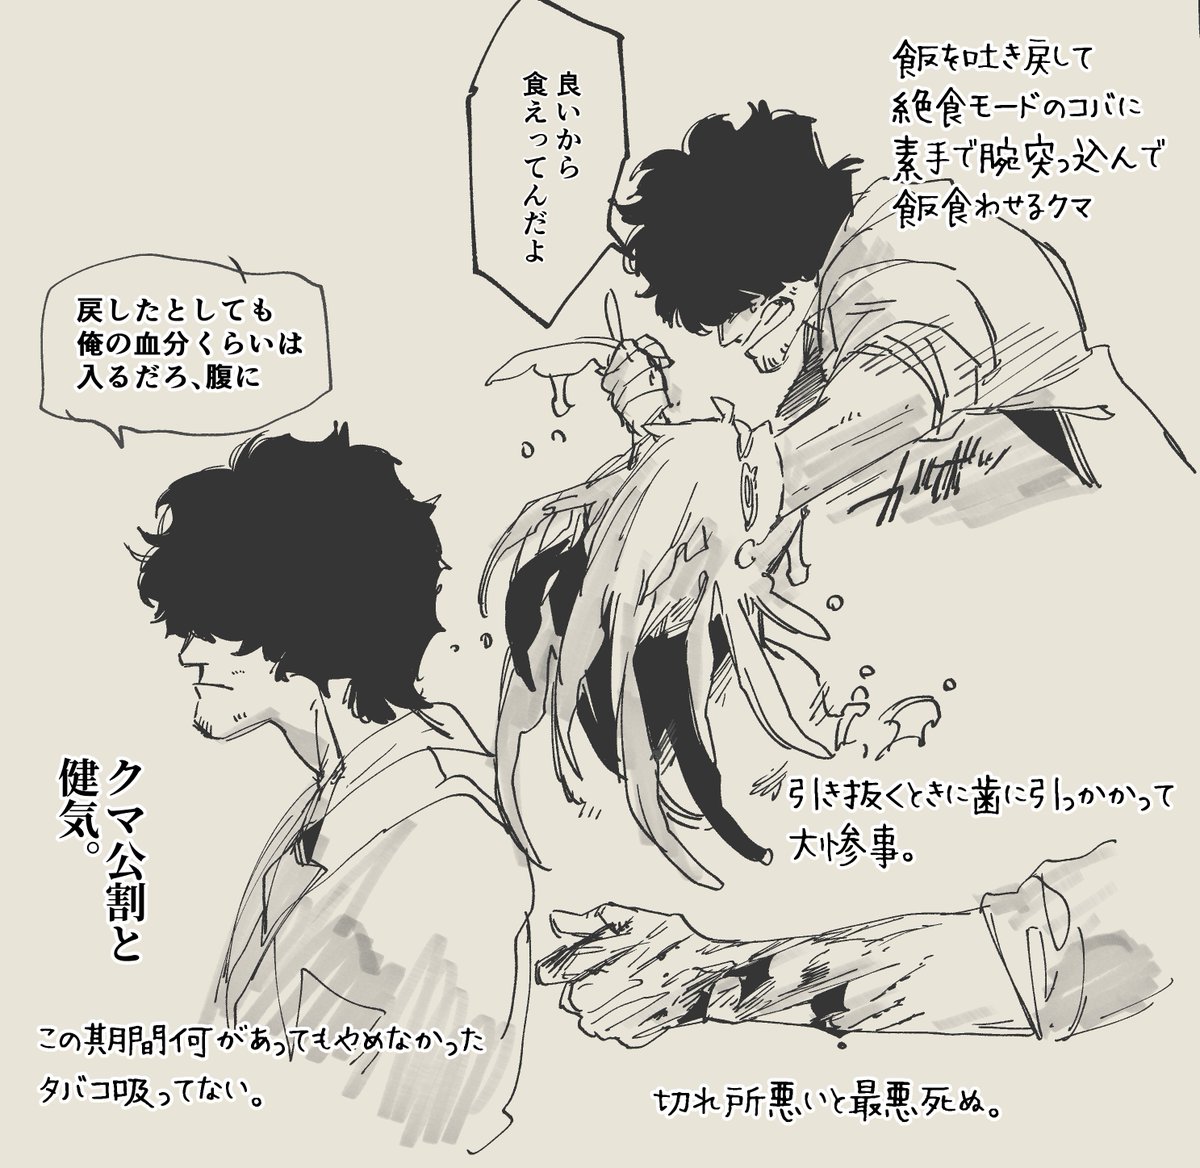 飯を吐き戻して
絶食モードのコバに
素手で腕突っ込んで
飯食わせるクマ
良いから
食えってんだよ
戻したとしても
俺の血分くらいは
入るだろ、腹に
引き抜くときに歯に引っかかって
大惨事。
クマ公割と
健気。
この期間何があってもやめなかった
タバコ吸ってない。
切れ所悪いと最悪死ぬ。